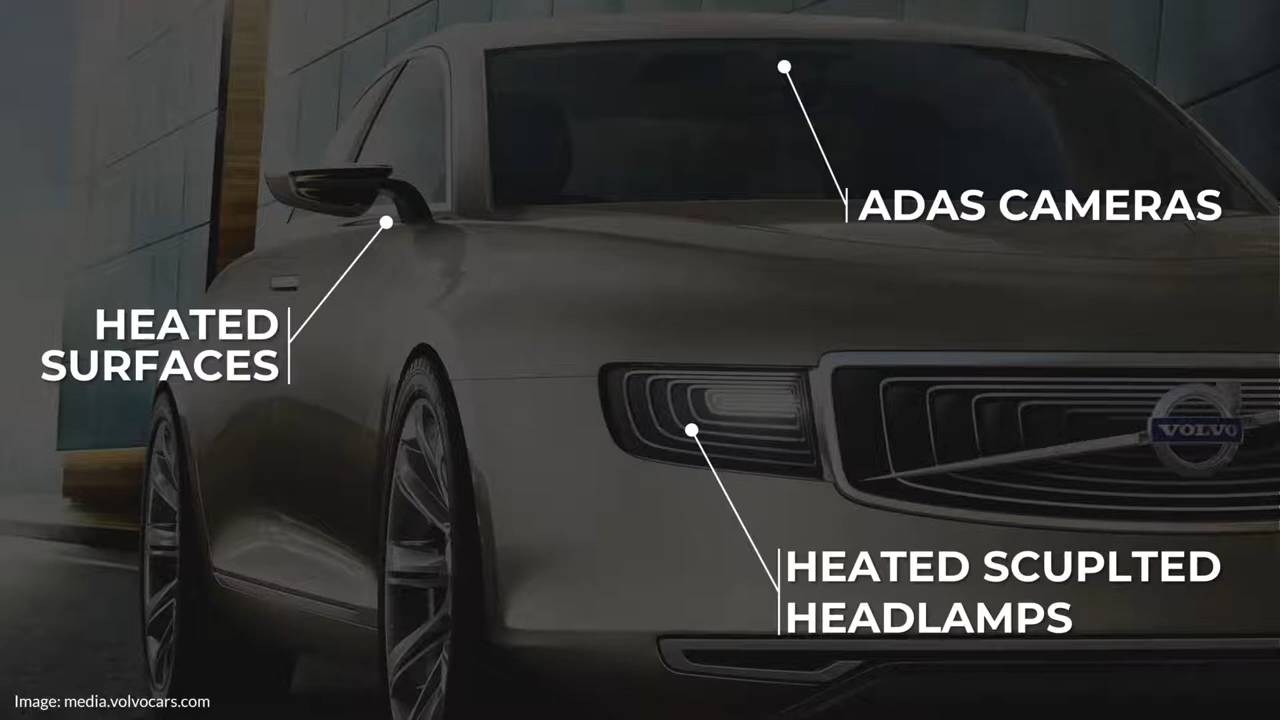 ADAS CAMERAS
HEATED
SURFACES
VOLVO
HEATED SCUPLTED
HEADLAMPS
Image: media.volvocars.com